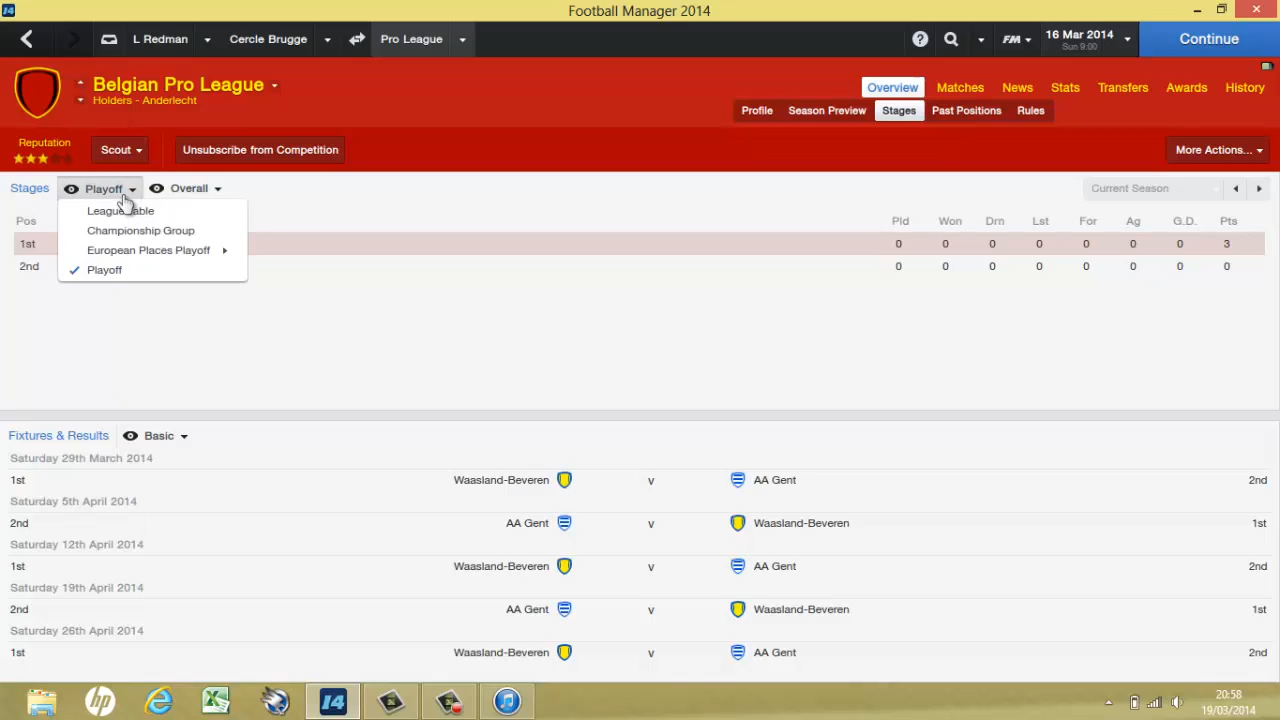 Football Manager 2014
L Redman Cercle Brugge Pro League FM 16 Mar 2014 Sun 9:00 Continue
Belgian Pro League
Holders - Anderlecht
Overview Matches News Stats Transfers Awards History
Profile Season Preview Stages Past Positions Rules
Reputation Scout Unsubscribe from Competition More Actions...
Stages Playoff Overall Current Season
Pos Pld Won Drn Lst For Ag G.D. Pts
League Table
Championship Group
European Places Playoff
Playoff
1st 0 0 0 0 0 0 0 3
2nd 0 0 0 0 0 0 0 0
Fixtures & Results Basic
Saturday 29th March 2014
1st Waasland-Beveren v AA Gent 2nd
Saturday 5th April 2014
2nd AA Gent v Waasland-Beveren 1st
Saturday 12th April 2014
1st Waasland-Beveren v AA Gent 2nd
Saturday 19th April 2014
2nd AA Gent v Waasland-Beveren 1st
Saturday 26th April 2014
1st Waasland-Beveren v AA Gent 2nd
20:58
19/03/2014